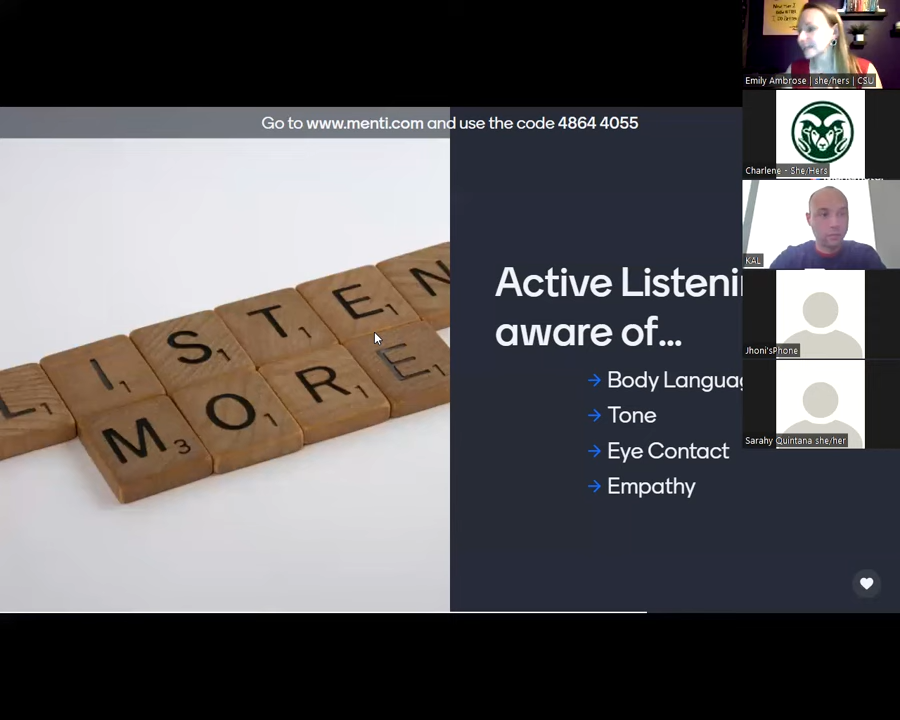 Go to www.menti.com and use the code 4864 4055
LISTEN
MORE
Active Listeni
aware of...
→ Body Languag
→ Tone
→ Eye Contact
→ Empathy
Emily Ambrose | she/hers | CSU
Charlene - She/Hers
KAL
Jhoni'sPhone
Sarahy Quintana she/her